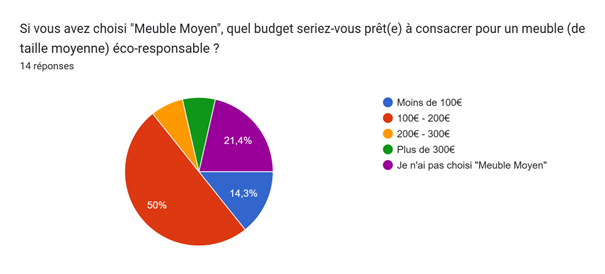 Si vous avez choisi "Meuble Moyen", quel budget seriez-vous prêt(e) à consacrer pour un meuble (de
taille moyenne) éco-responsable ?
14 réponses
Moins de 100€
100€ - 200€
200€ - 300€
Plus de 300€
Je n'ai pas choisi "Meuble Moyen"
21,4%
14,3%
50%